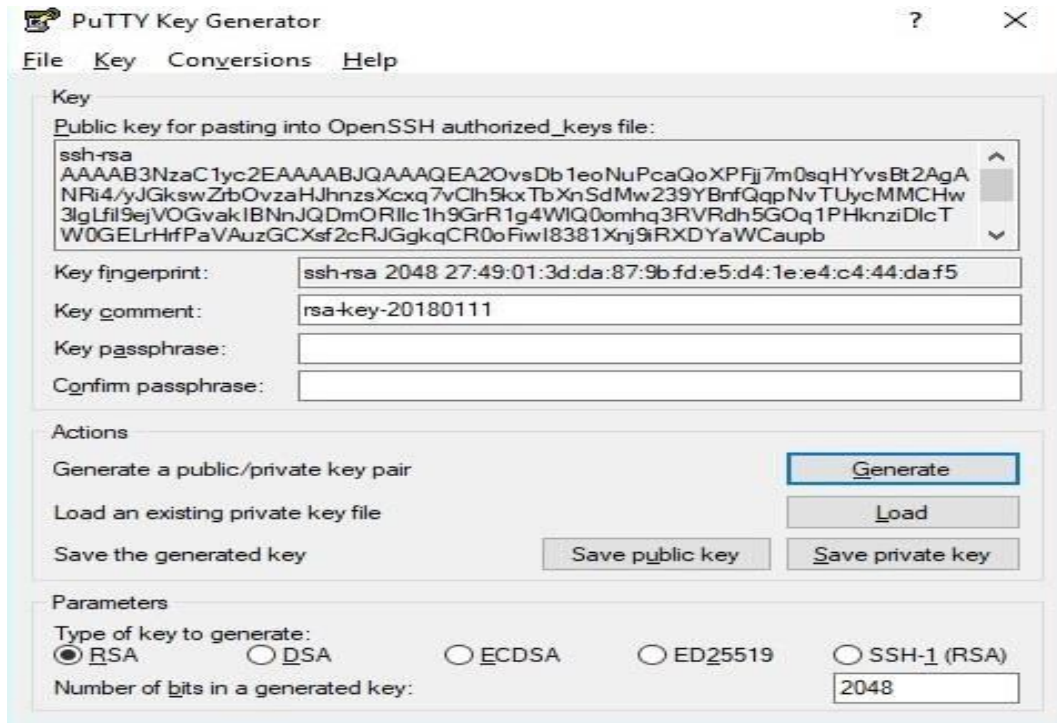 PuTTY Key Generator ? ×
File Key Conversions Help
Key
Public key for pasting into OpenSSH authorized_keys file:
ssh-rsa
AAAAB3NzaC1yc2EAAAABJQAAAQEA2OvsDb1eoNuPcaQoXPFjj7m0sqHYvsBt2AgA
NRi4/yJGkswZrbOvzaHJhnzsXcxq7vClh5kxTbXnSdMw239YBnfQqpNvTUycMMCHw
3lgLfil9ejVOGvaklBNnJQDmORIlc1h9GrR1g4WlQ0omhq3RVRdh5GOq1PHknziDlcT
W0GELrHrfPaVAuzGCXsf2cRJGgkqCR0oFiwI8381Xnj9iRXDYaWCaupb
Key fingerprint: ssh-rsa 2048 27:49:01:3d:da:87:9b:fd:e5:d4:1e:e4:c4:44:da:f5
Key comment: rsa-key-20180111
Key passphrase:
Confirm passphrase:
Actions
Generate a public/private key pair Generate
Load an existing private key file Load
Save the generated key Save public key Save private key
Parameters
Type of key to generate:
RSA DSA ECDSA ED25519 SSH-1 (RSA)
Number of bits in a generated key: 2048